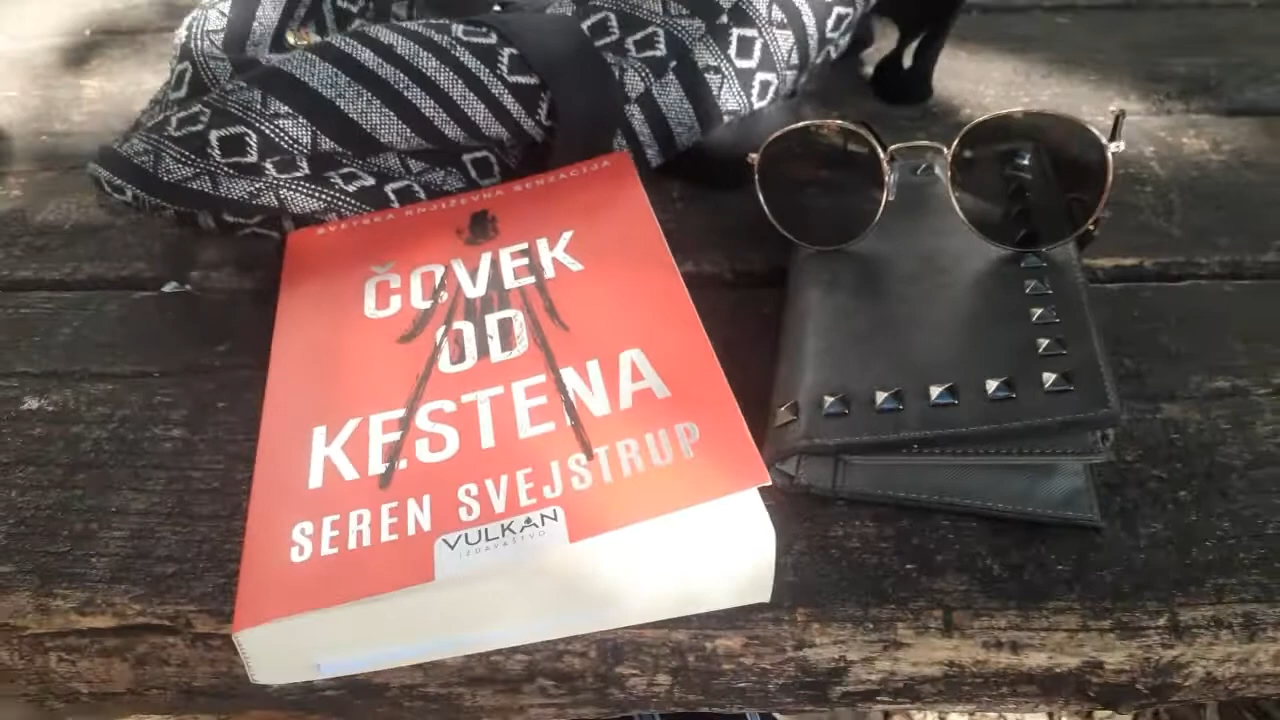 SVETSKA KNJIŽEVNA SENZACIJA
ČOVEK
OD
KESTENA
SEREN SVEJSTRUP
VULKAN
IZDAVAŠTVO